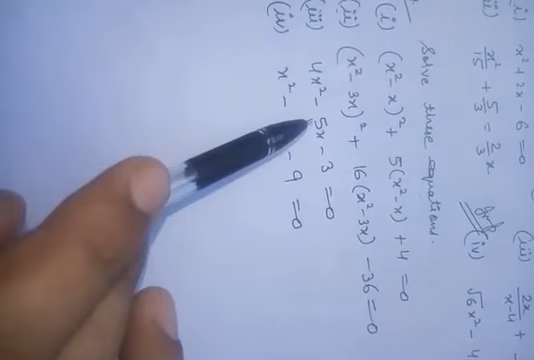 i) x² + 2x - 6 = 0
ii) x²/15 + 5/3 = 2/3 x
(iii) 2x/x-4 +
(iv) √6x² - 4
Solve these equations.
(i) (x² - x)² + 5(x² - x) + 4 = 0
(ii) (x² - 3x)² + 16(x² - 3x) - 36 = 0
(iii) 4x² - 5x - 3 = 0
(iv) x² - - 9 = 0